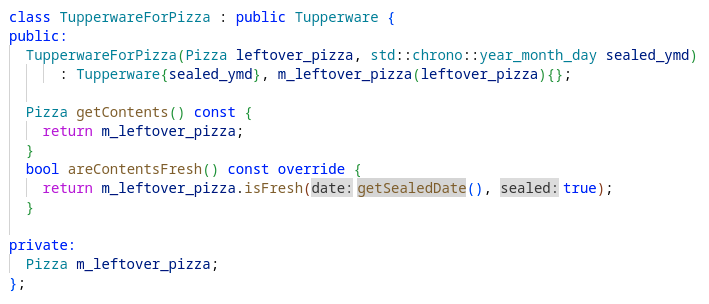 class TupperwareForPizza : public Tupperware {
public:
  TupperwareForPizza(Pizza leftover_pizza, std::chrono::year_month_day sealed_ymd)
      : Tupperware{sealed_ymd}, m_leftover_pizza(leftover_pizza){};

  Pizza getContents() const {
    return m_leftover_pizza;
  }
  bool areContentsFresh() const override {
    return m_leftover_pizza.isFresh(date: getSealedDate(), sealed: true);
  }

private:
  Pizza m_leftover_pizza;
};